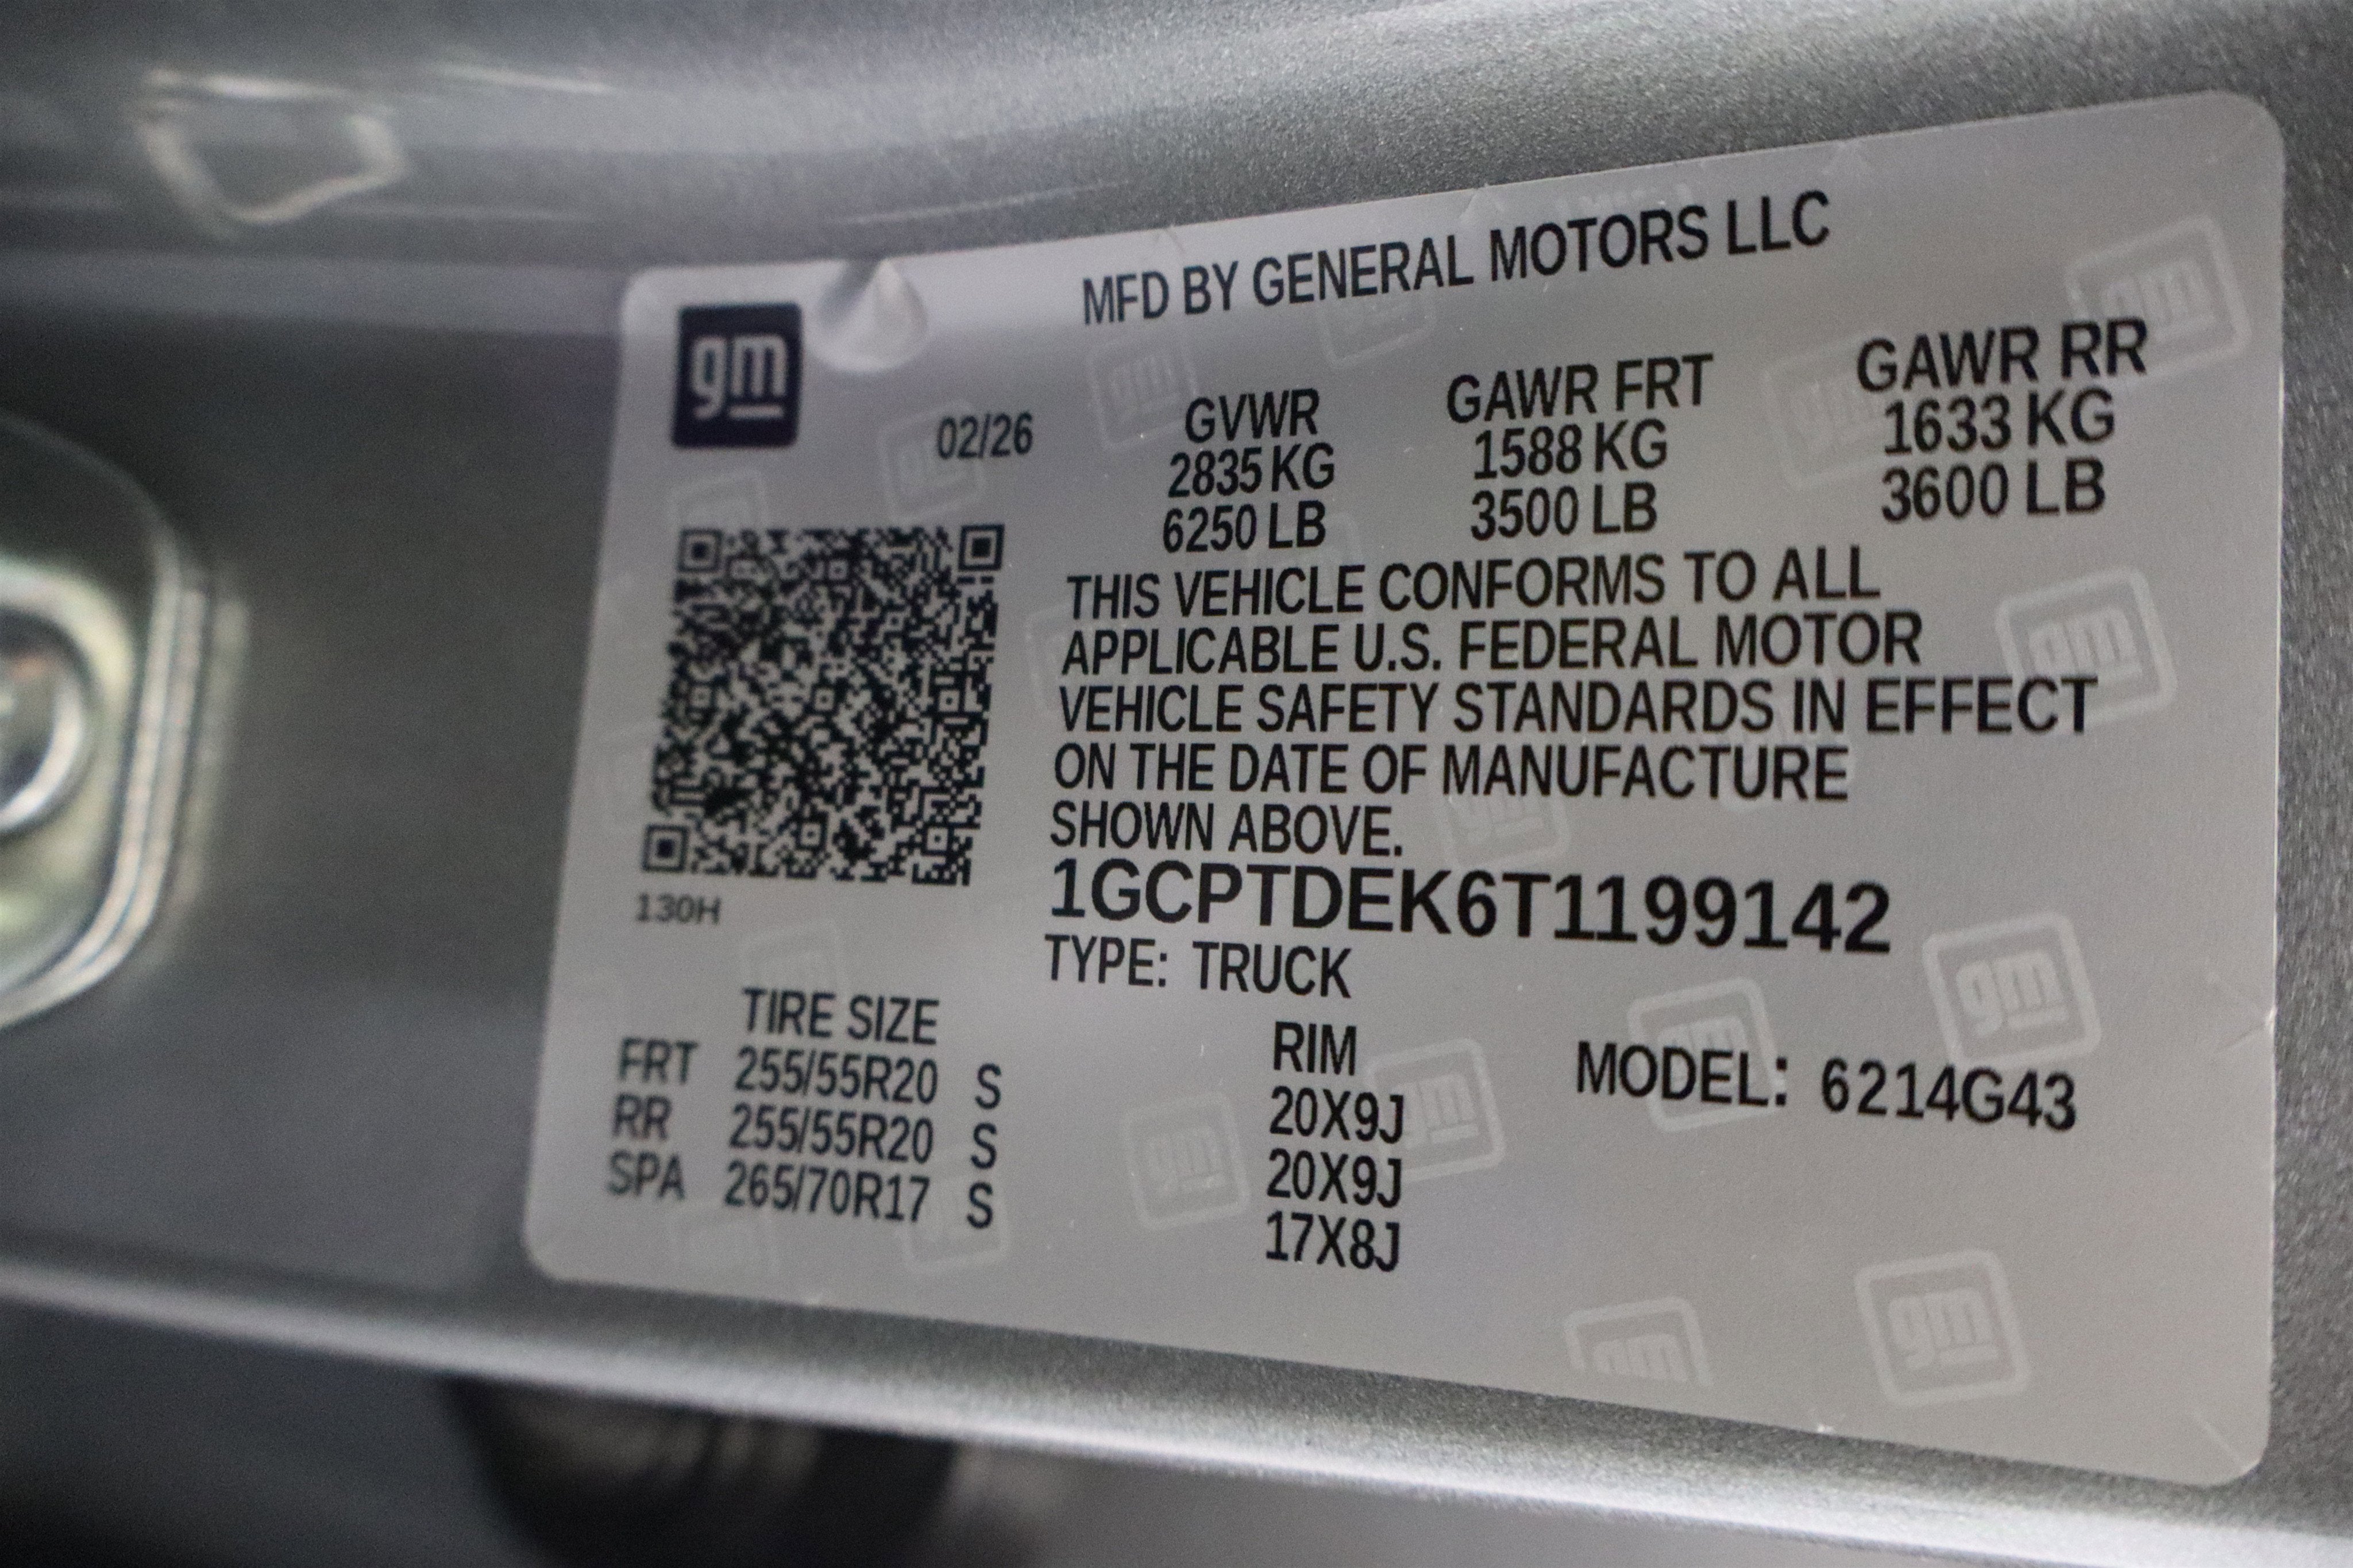 MFD BY GENERAL MOTORS LLC
gm
02/26
GVWR GAWR FRT GAWR RR
2835 KG 1588 KG 1633 KG
6250 LB 3500 LB 3600 LB
THIS VEHICLE CONFORMS TO ALL
APPLICABLE U.S. FEDERAL MOTOR
VEHICLE SAFETY STANDARDS IN EFFECT
ON THE DATE OF MANUFACTURE
SHOWN ABOVE.
1GCPTDEK6T1199142
130H
TYPE: TRUCK
TIRE SIZE RIM
FRT 255/55R20 S 20X9J
RR 255/55R20 S 20X9J
SPA 265/70R17 S 17X8J
MODEL: 6214G43